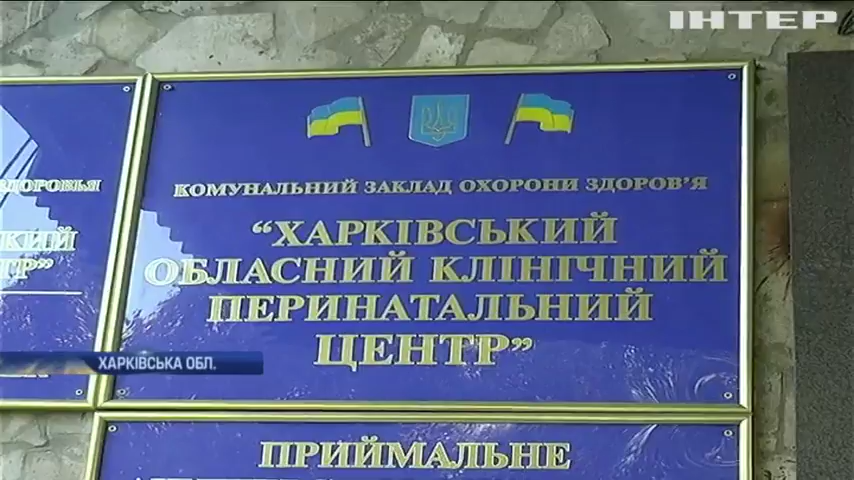 ІНТЕР
КОМУНАЛЬНИЙ ЗАКЛАД ОХОРОНИ ЗДОРОВ'Я
"ХАРКІВСЬКИЙ
ОБЛАСНИЙ КЛІНІЧНИЙ
ПЕРИНАТАЛЬНИЙ
ЦЕНТР"
ХАРКІВСЬКА ОБЛ.
ПРИЙМАЛЬНЕ